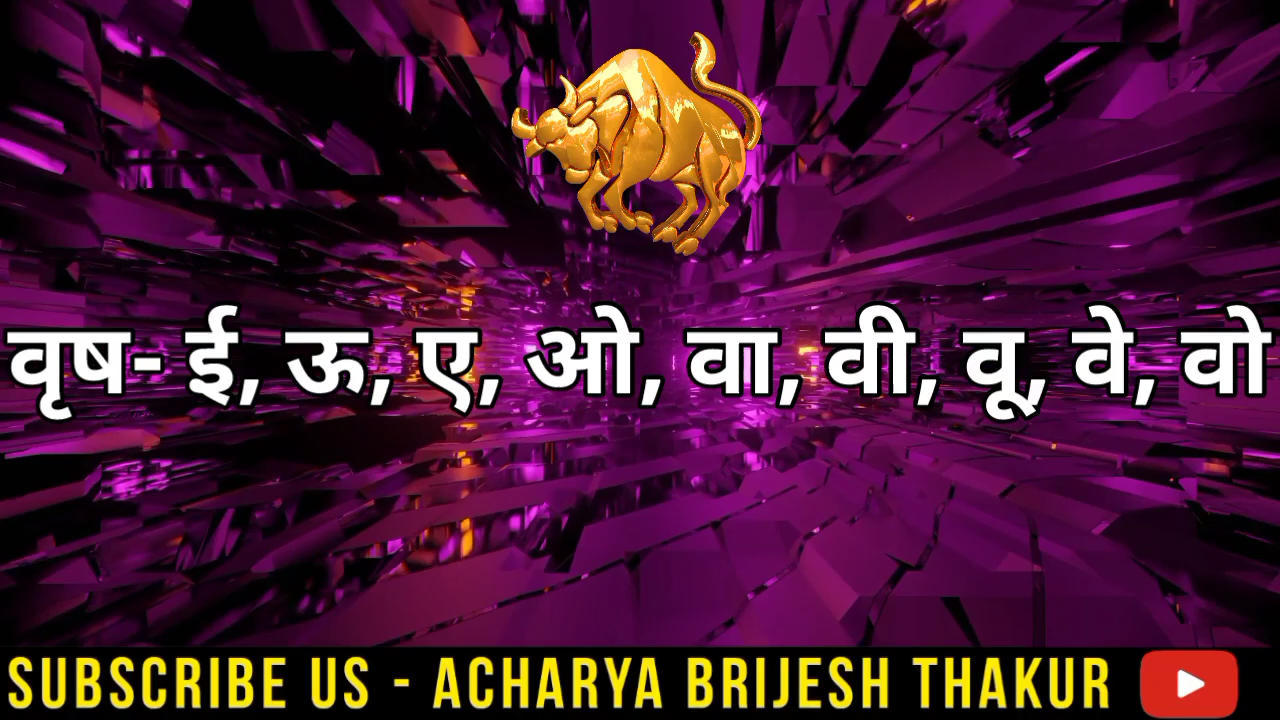 वृष- ई, ऊ, ए, ओ, वा, वी, वू, वे, वो
SUBSCRIBE US - ACHARYA BRIJESH THAKUR